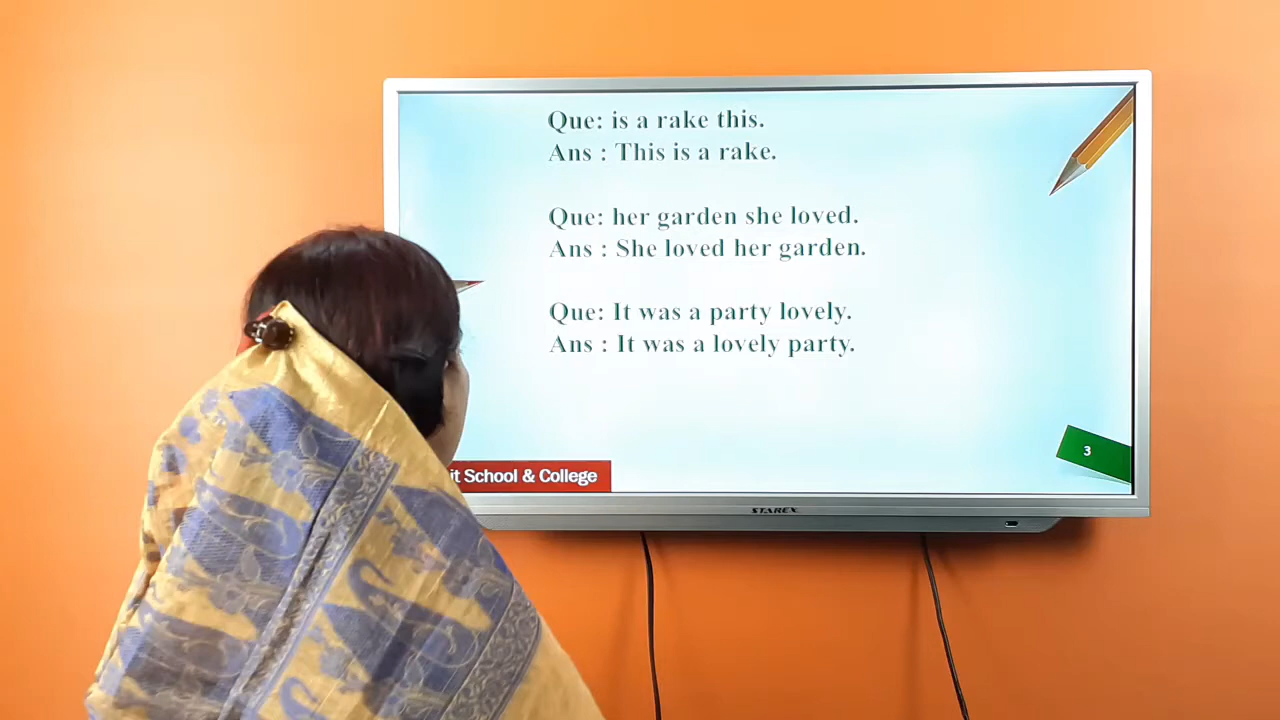 Que: is a rake this.
Ans : This is a rake.
Que: her garden she loved.
Ans : She loved her garden.
Que: It was a party lovely.
Ans : It was a lovely party.
School & College
3
STAREX